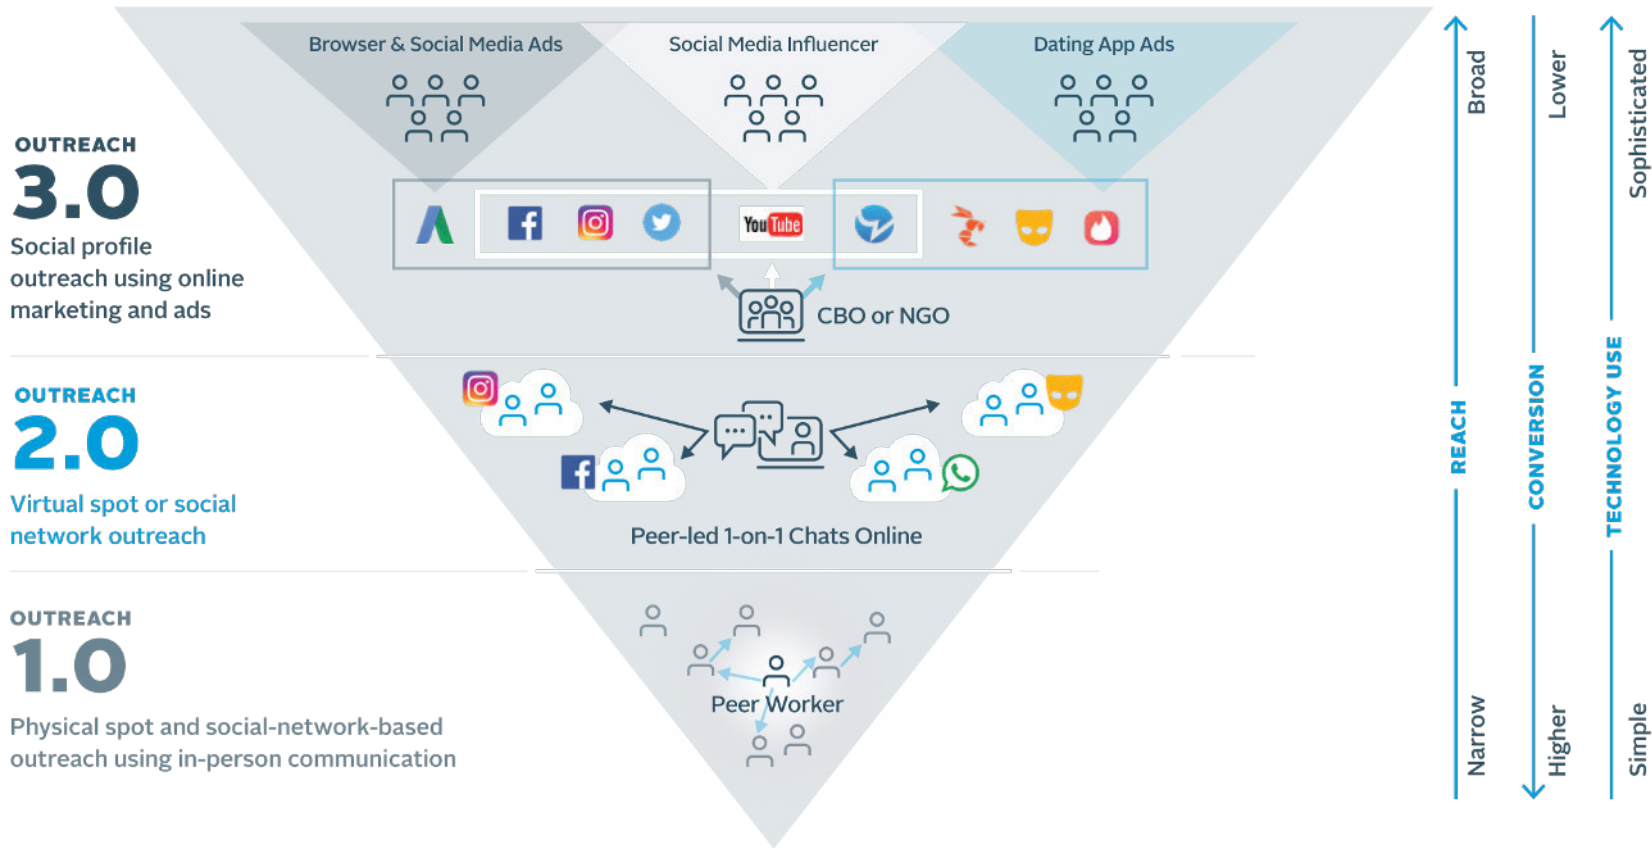 Browser & Social Media Ads
Social Media Influencer
Dating App Ads
OUTREACH
3.0
Social profile
outreach using online
marketing and ads
YouTube
CBO or NGO
OUTREACH
2.0
Virtual spot or social
network outreach
Peer-led 1-on-1 Chats Online
OUTREACH
1.0
Physical spot and social-network-based
outreach using in-person communication
Peer Worker
Broad
REACH
Narrow
Lower
CONVERSION
Higher
Sophisticated
TECHNOLOGY USE
Simple